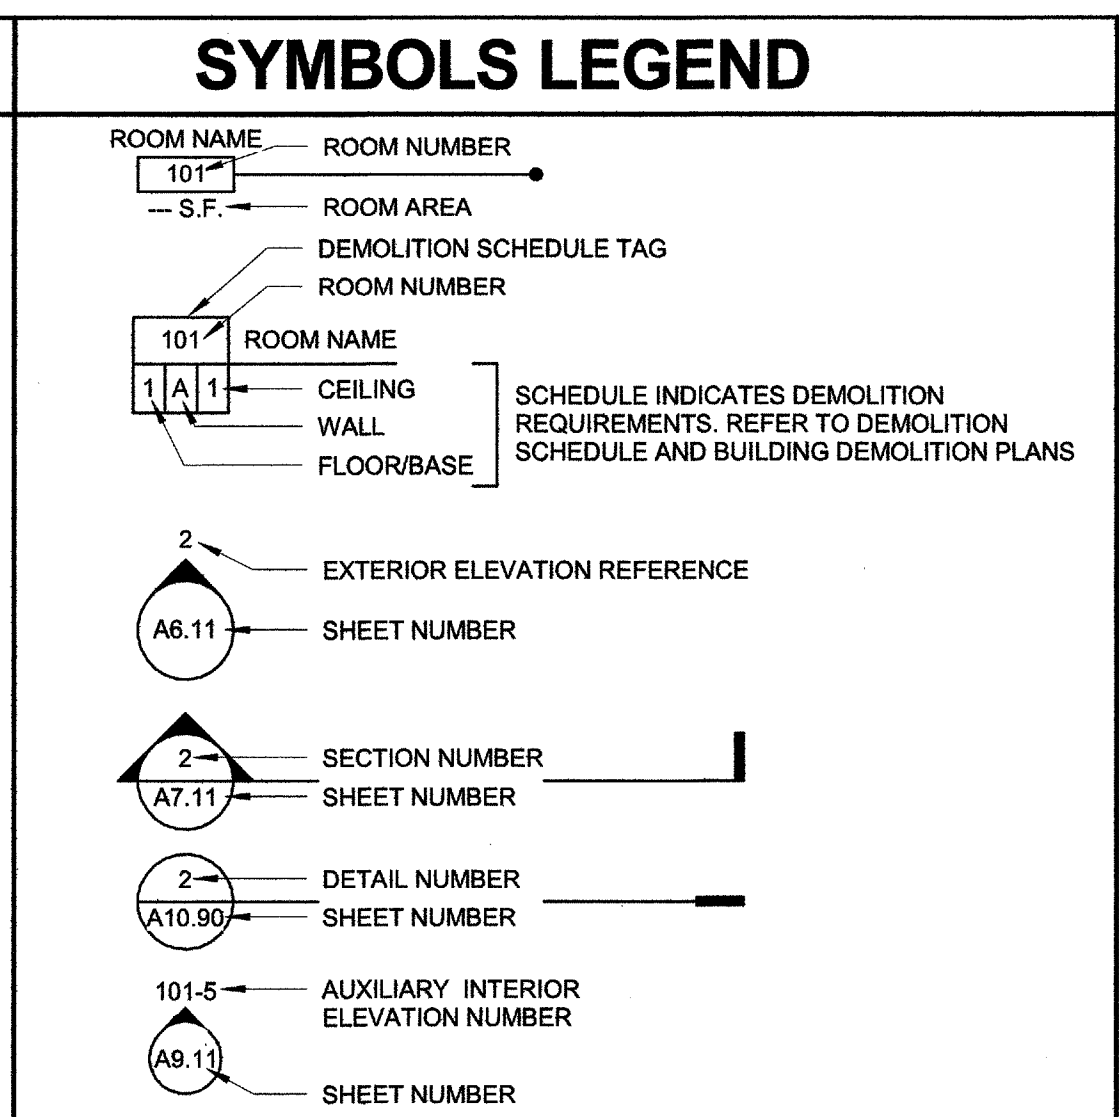 SYMBOLS LEGEND
ROOM NAME
ROOM NUMBER
101
--- S.F.
ROOM AREA
DEMOLITION SCHEDULE TAG
ROOM NUMBER
101
ROOM NAME
1 A 1
CEILING
WALL
FLOOR/BASE
SCHEDULE INDICATES DEMOLITION
REQUIREMENTS. REFER TO DEMOLITION
SCHEDULE AND BUILDING DEMOLITION PLANS
2
EXTERIOR ELEVATION REFERENCE
A6.11
SHEET NUMBER
2
SECTION NUMBER
A7.11
SHEET NUMBER
2
DETAIL NUMBER
A10.90
SHEET NUMBER
101-5
AUXILIARY INTERIOR
ELEVATION NUMBER
A9.11
SHEET NUMBER